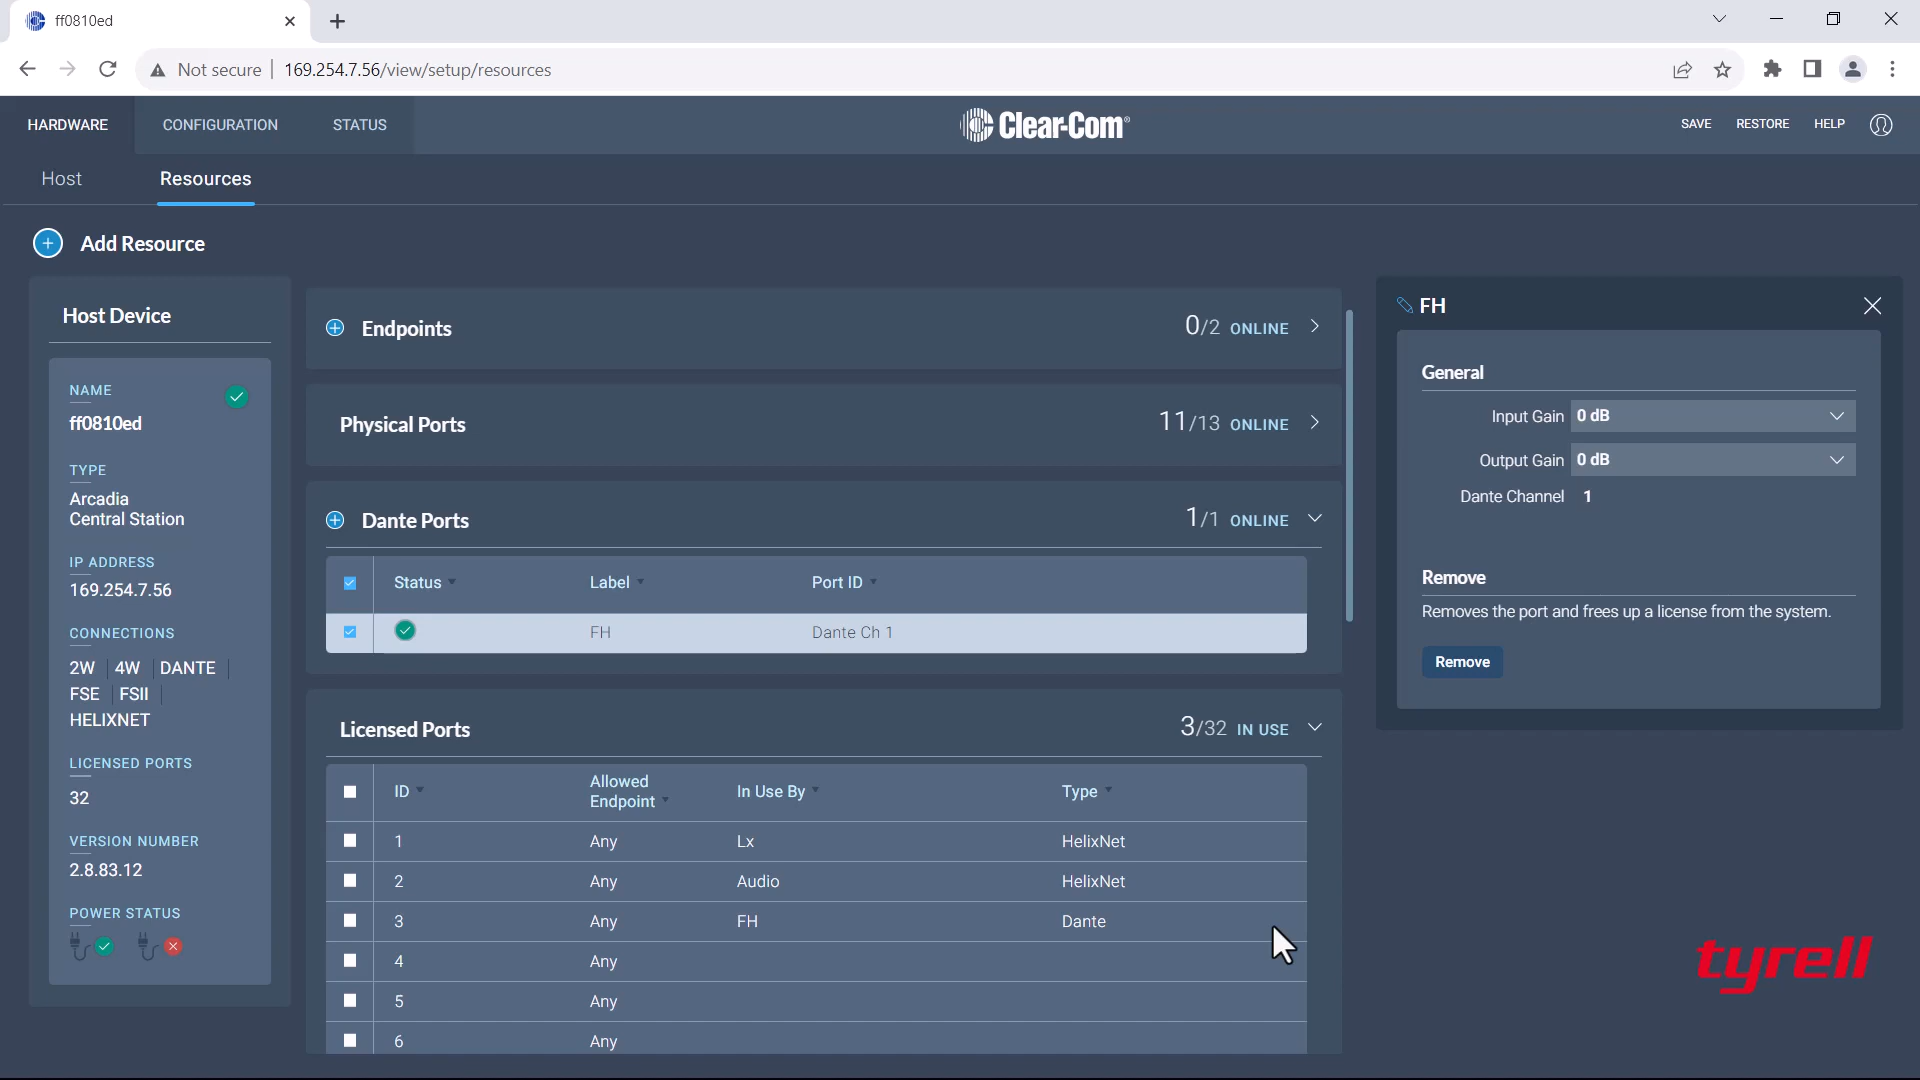 ff0810ed
Not secure
169.254.7.56/view/setup/resources
HARDWARE
CONFIGURATION
STATUS
Clear-Com®
SAVE
RESTORE
HELP
Host
Resources
Add Resource
Host Device
NAME
ff0810ed
TYPE
Arcadia
Central Station
IP ADDRESS
169.254.7.56
CONNECTIONS
2W 4W DANTE
FSE FSII
HELIXNET
LICENSED PORTS
32
VERSION NUMBER
2.8.83.12
POWER STATUS
Endpoints
0/2 ONLINE
Physical Ports
11/13 ONLINE
Dante Ports
1/1 ONLINE
Status Label Port ID
FH Dante Ch 1
Licensed Ports
3/32 IN USE
ID Allowed Endpoint In Use By Type
1 Any Lx HelixNet
2 Any Audio HelixNet
3 Any FH Dante
4 Any
5 Any
6 Any
FH
General
Input Gain 0 dB
Output Gain 0 dB
Dante Channel 1
Remove
Removes the port and frees up a license from the system.
Remove
tyrell